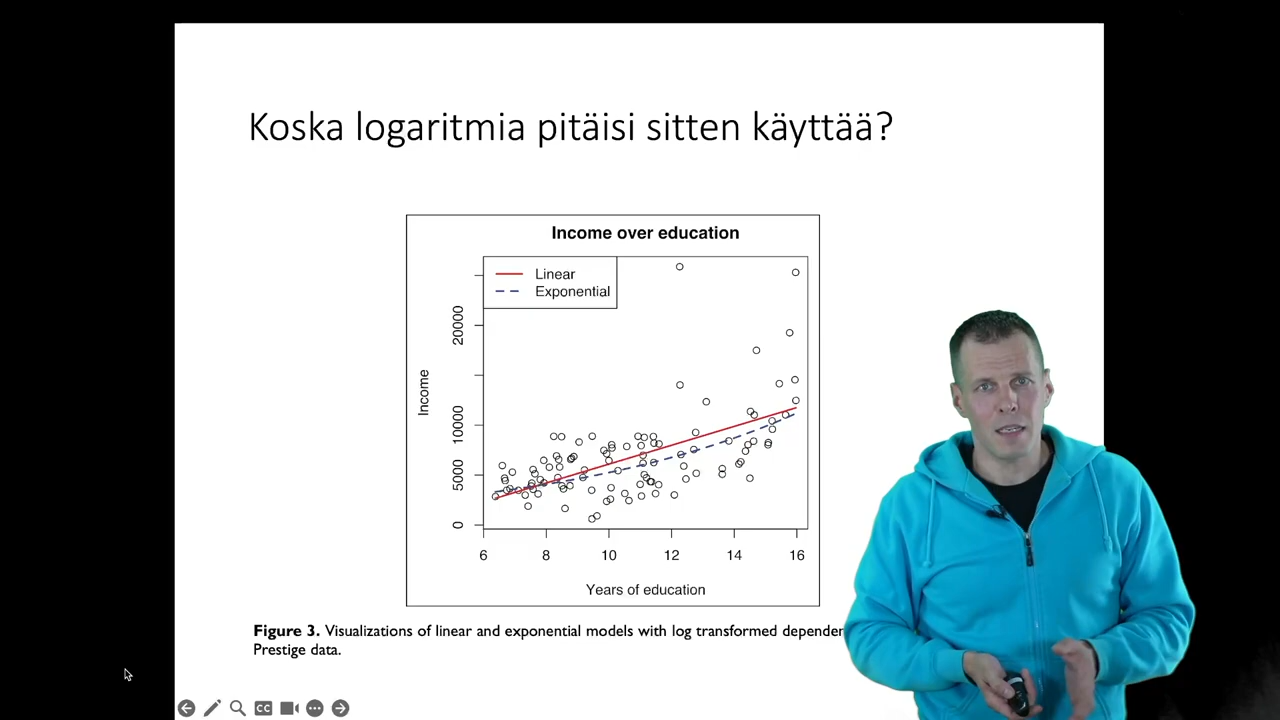 Koska logaritmia pitäisi sitten käyttää?
Income over education
Linear
Exponential
Income
20000
10000
5000
0
6 8 10 12 14 16
Years of education
Figure 3. Visualizations of linear and exponential models with log transformed
Prestige data.
CC